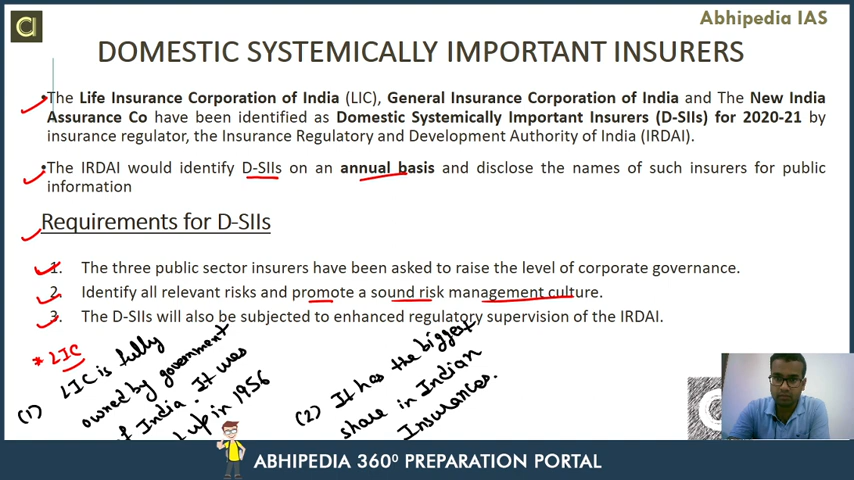 Abhipedia IAS
DOMESTIC SYSTEMICALLY IMPORTANT INSURERS
•The Life Insurance Corporation of India (LIC), General Insurance Corporation of India and The New India
Assurance Co have been identified as Domestic Systemically Important Insurers (D-SIIs) for 2020-21 by
insurance regulator, the Insurance Regulatory and Development Authority of India (IRDAI).
•The IRDAI would identify D-SIIs on an annual basis and disclose the names of such insurers for public
information
Requirements for D-SIIs
1. The three public sector insurers have been asked to raise the level of corporate governance.
2. Identify all relevant risks and promote a sound risk management culture.
3. The D-SIIs will also be subjected to enhanced regulatory supervision of the IRDAI.
* LIC
(1) LIC is fully
owned by government
of India. It was
up in 1956
(2) It has the biggest
share in Indian
Insurances.
ABHIPEDIA 360⁰ PREPARATION PORTAL